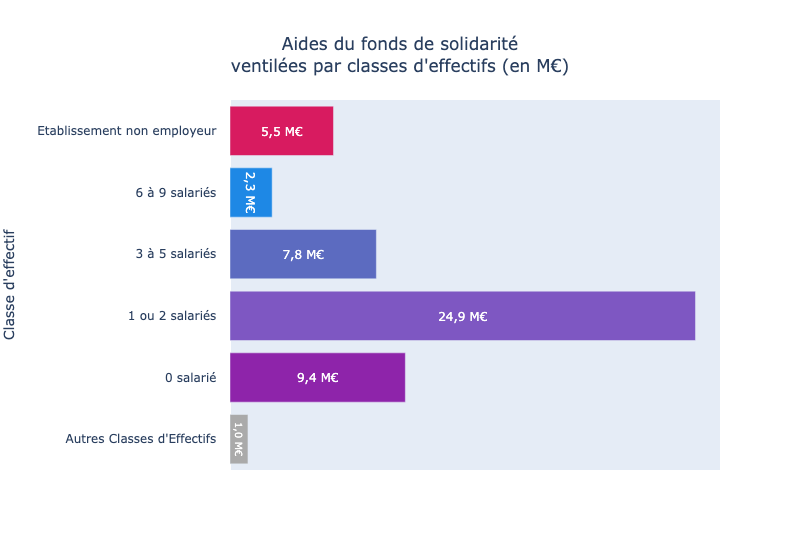 Aides du fonds de solidarité
ventilées par classes d'effectifs (en M€)
Classe d'effectif
Etablissement non employeur
5,5 M€
6 à 9 salariés
2,3 M€
3 à 5 salariés
7,8 M€
1 ou 2 salariés
24,9 M€
0 salarié
9,4 M€
Autres Classes d'Effectifs
1,0 M€